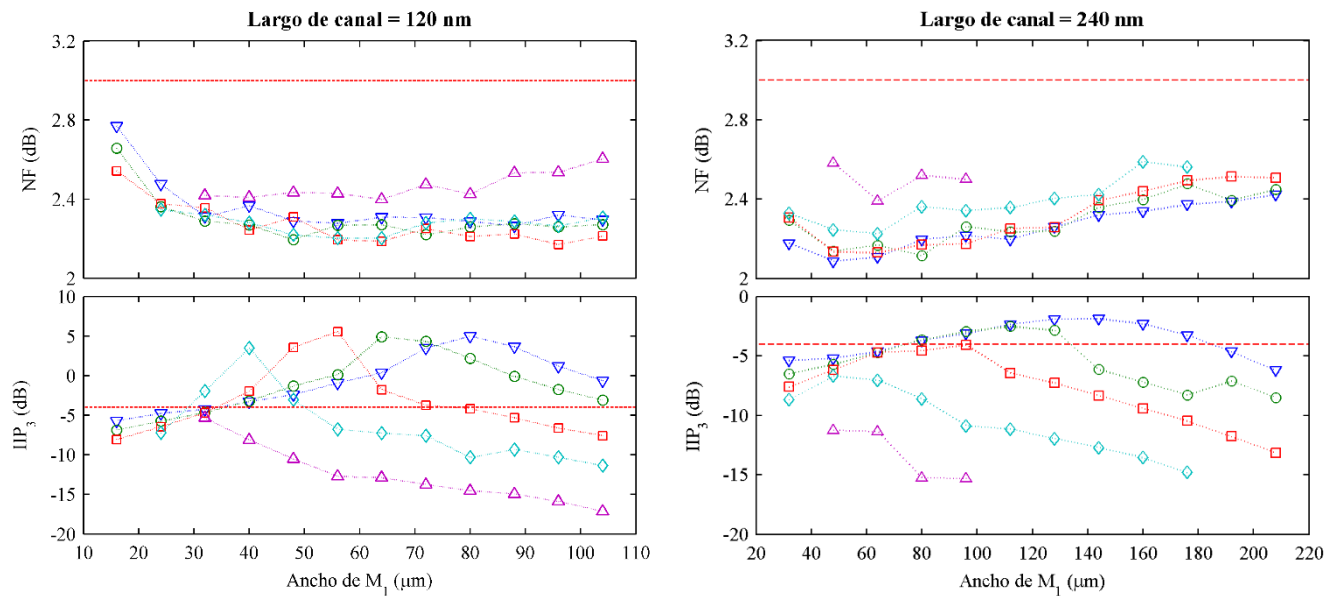 Largo de canal = 120 nm
3.2
2.8
2.4
2
NF (dB)
10
5
0
-5
-10
-15
-20
IIP3 (dB)
10 20 30 40 50 60 70 80 90 100 110
Ancho de M1 (μm)
Largo de canal = 240 nm
3.2
2.8
2.4
2
NF (dB)
0
-5
-10
-15
-20
IIP3 (dB)
20 40 60 80 100 120 140 160 180 200 220
Ancho de M1 (μm)